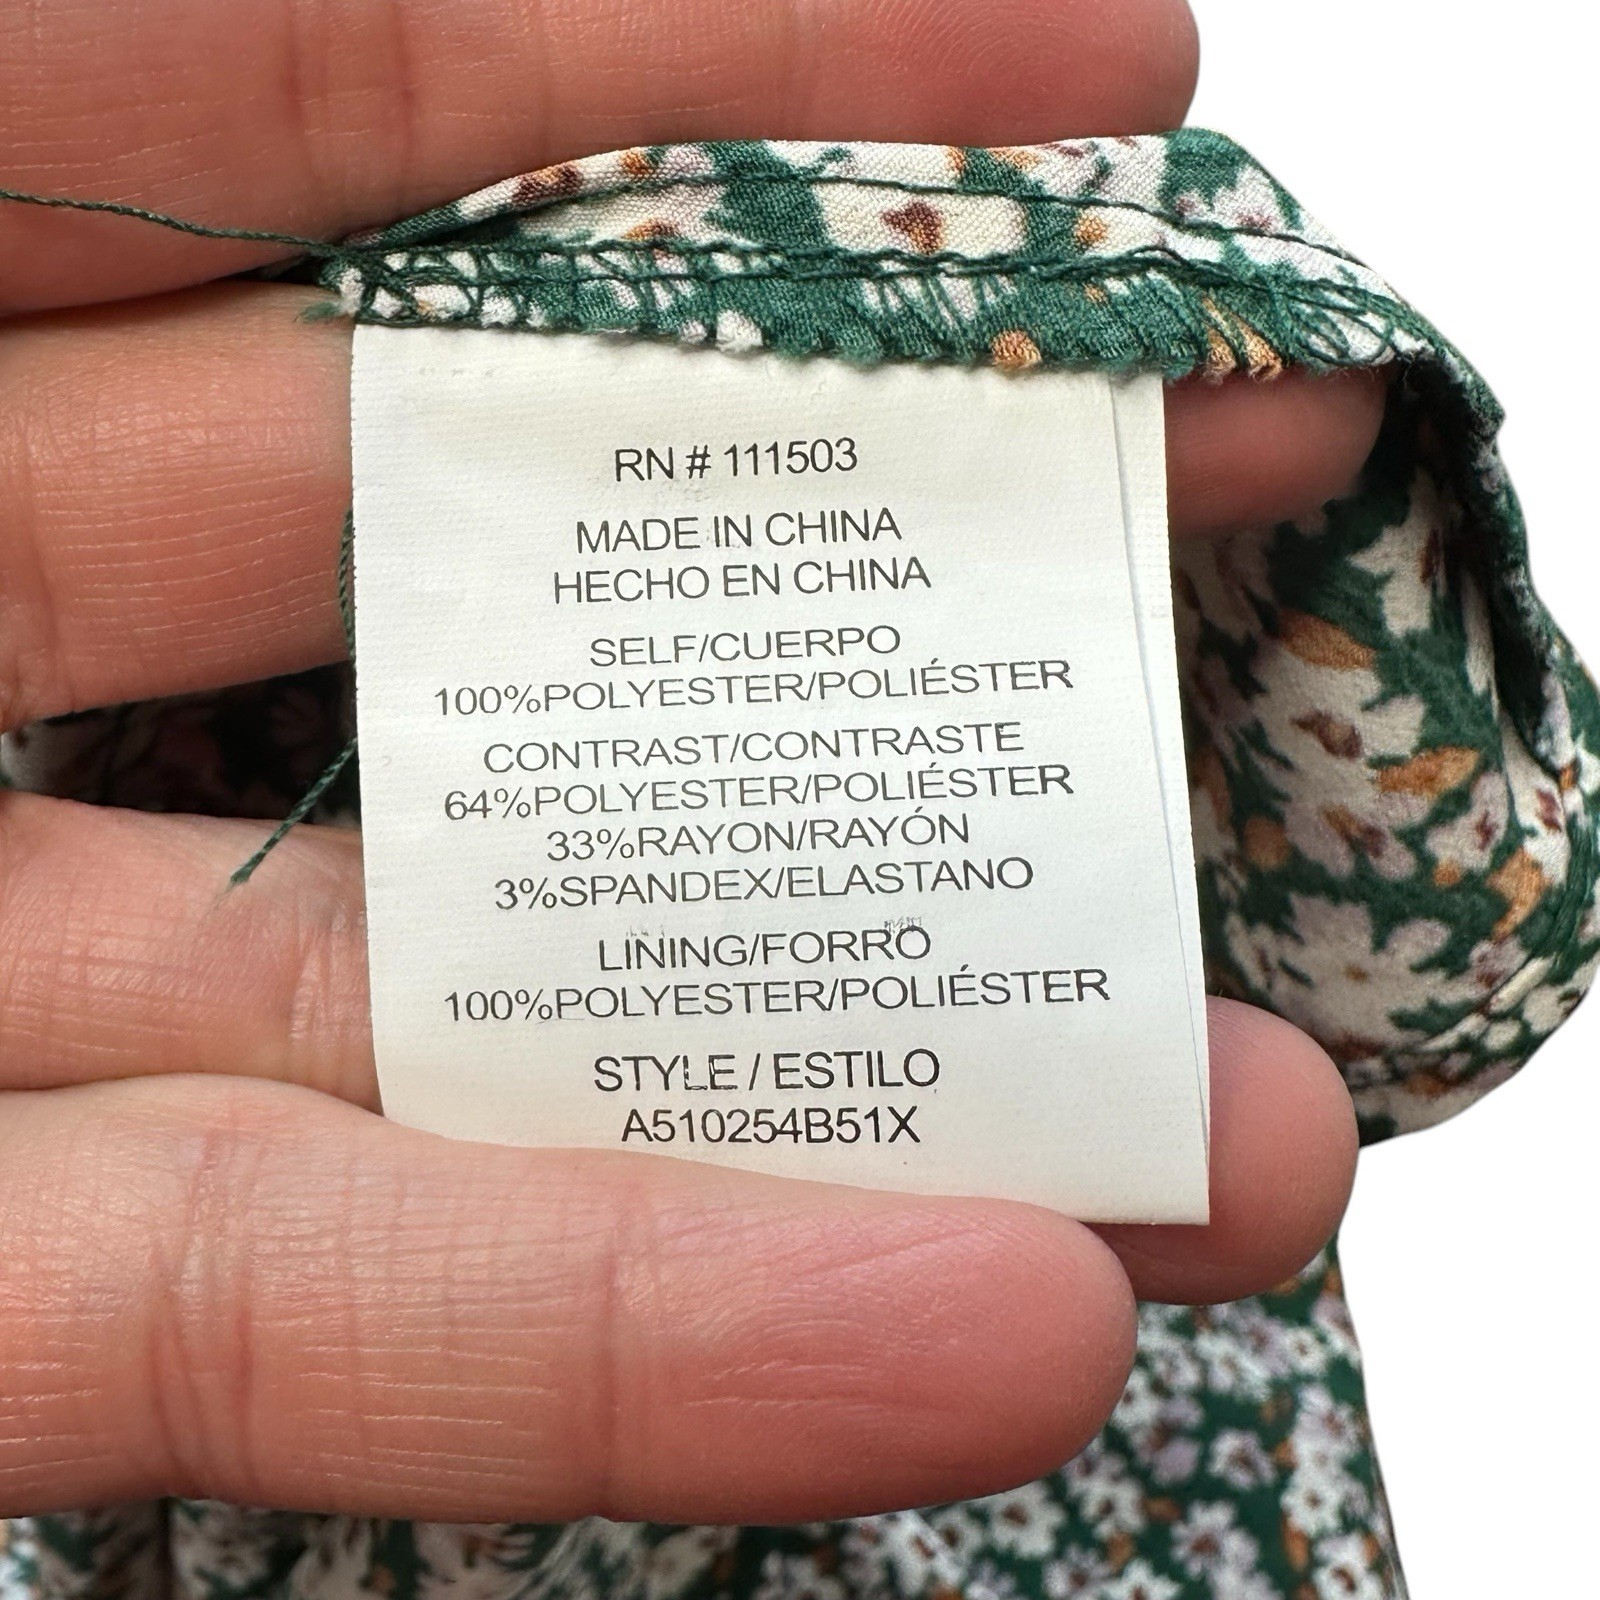 RN # 111503
MADE IN CHINA
HECHO EN CHINA
SELF/CUERPO
100%POLYESTER/POLIÉSTER
CONTRAST/CONTRASTE
64%POLYESTER/POLIÉSTER
33%RAYON/RAYÓN
3%SPANDEX/ELASTANO
LINING/FORRO
100%POLYESTER/POLIÉSTER
STYLE / ESTILO
A510254B51X